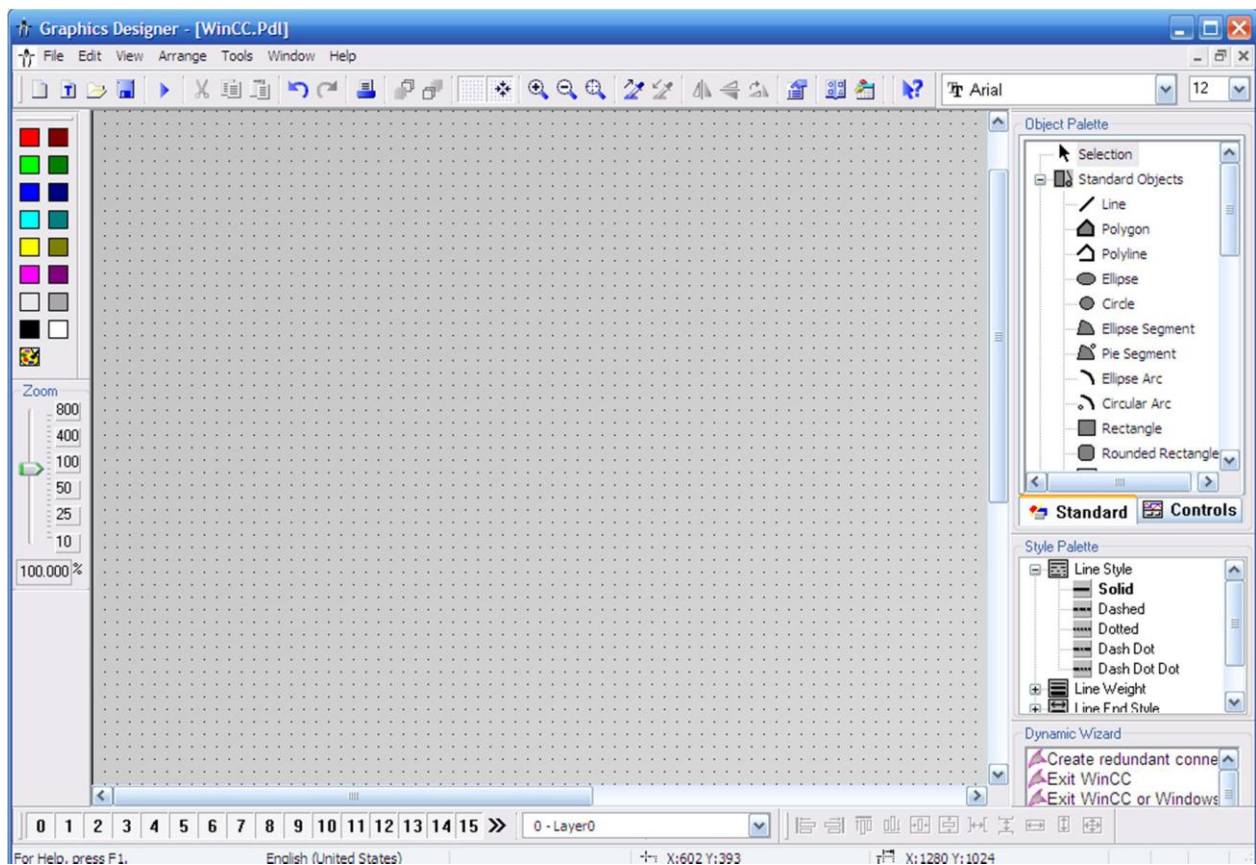 Graphics Designer - [WinCC.Pdl]
File Edit View Arrange Tools Window Help
Arial 12
Object Palette
Selection
Standard Objects
Line
Polygon
Polyline
Ellipse
Circle
Ellipse Segment
Pie Segment
Ellipse Arc
Circular Arc
Rectangle
Rounded Rectangle
Standard Controls
Zoom
800
400
100
50
25
10
100.000 %
Style Palette
Line Style
Solid
Dashed
Dotted
Dash Dot
Dash Dot Dot
Line Weight
Line End Style
Dynamic Wizard
Create redundant conne
Exit WinCC
Exit WinCC or Windows
0 1 2 3 4 5 6 7 8 9 10 11 12 13 14 15 0 - Layer0
For Help, press F1. English (United States) X:602 Y:393 X:1280 Y:1024